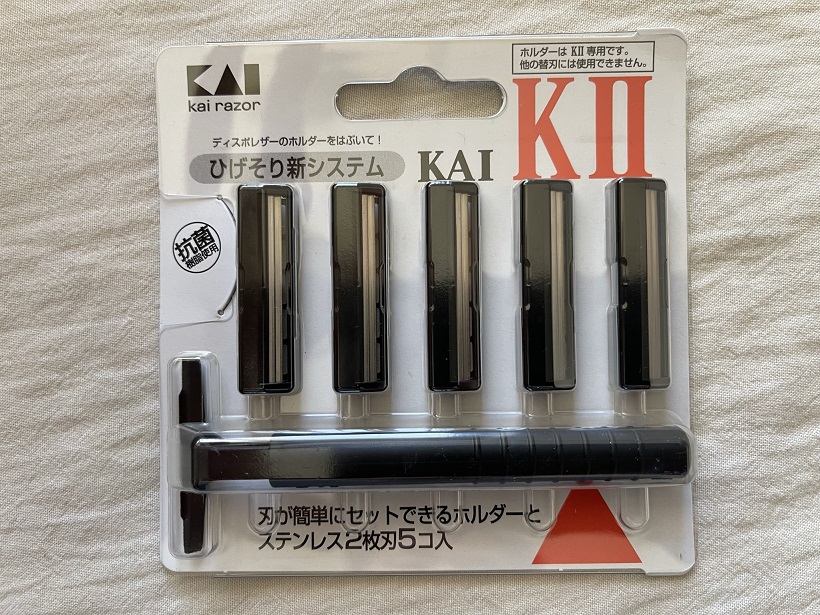 KAI
kai razor
ホルダーは KII 専用です。
他の替刃には使用できません。
ディスポレザーのホルダーをはぶいて!
ひげそり新システム
KAI KII
抗菌
樹脂使用
刃が簡単にセットできるホルダーと
ステンレス2枚刃5コ入